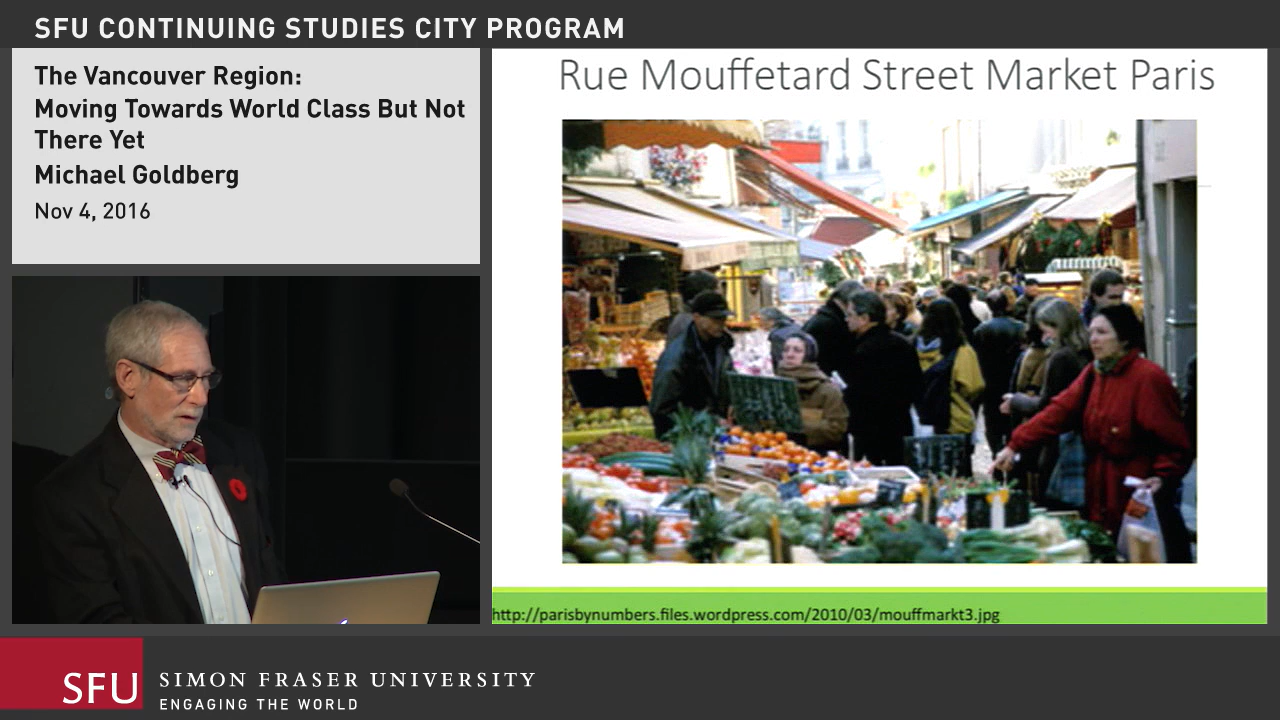 SFU CONTINUING STUDIES CITY PROGRAM
The Vancouver Region:
Moving Towards World Class But Not
There Yet
Michael Goldberg
Nov 4, 2016
Rue Mouffetard Street Market Paris
http://parisbynumbers.files.wordpress.com/2010/03/mouffmarkt3.jpg
SFU
SIMON FRASER UNIVERSITY
ENGAGING THE WORLD